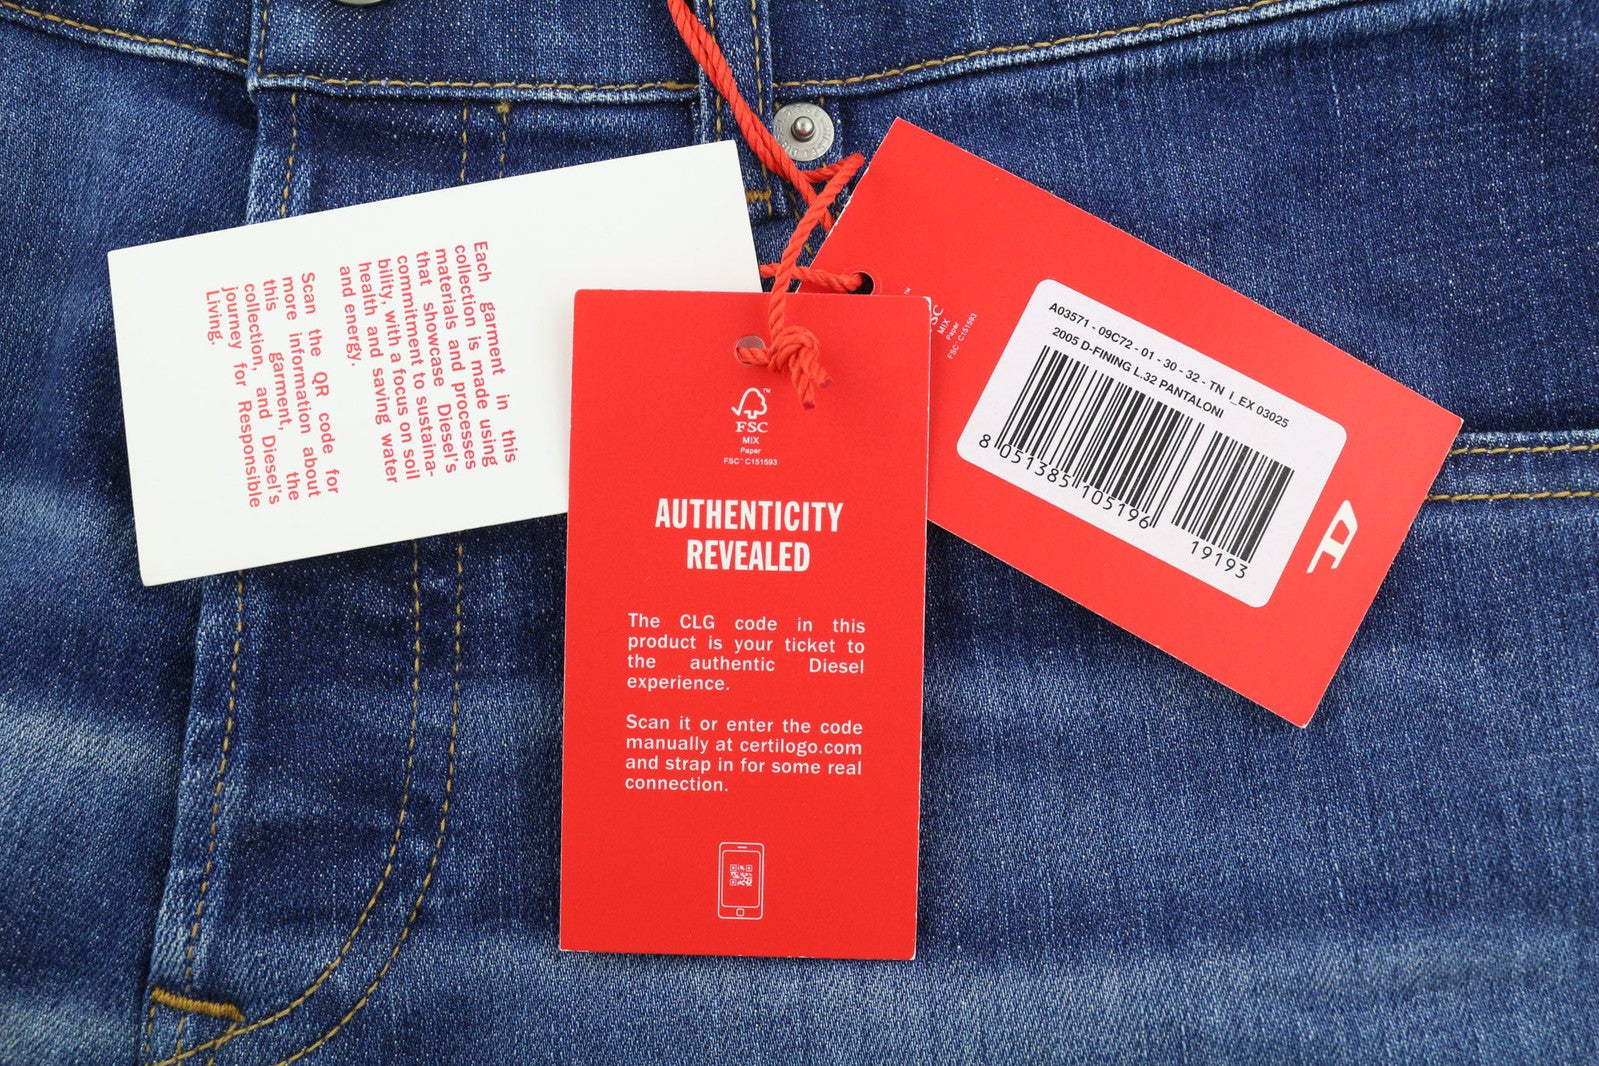 Each garment in this
collection is made using
materials and processes
that showcase Diesel's
commitment to sustaina-
bility, with a focus on soil
health and saving water
and energy.
Scan the QR code for
more information about
this garment, the
collection, and Diesel's
journey for Responsible
Living.
FSC
MIX
Paper
FSC™ C151593
AUTHENTICITY
REVEALED
The CLG code in this
product is your ticket to
the authentic Diesel
experience.
Scan it or enter the code
manually at certilogo.com
and strap in for some real
connection.
MIX
Paper
FSC™ C151593
A03571 - 09C72 - 01 - 30 - 32 - TN I_EX 03025
2005 D-FINING L.32 PANTALONI
8 051385 105196
19193
D